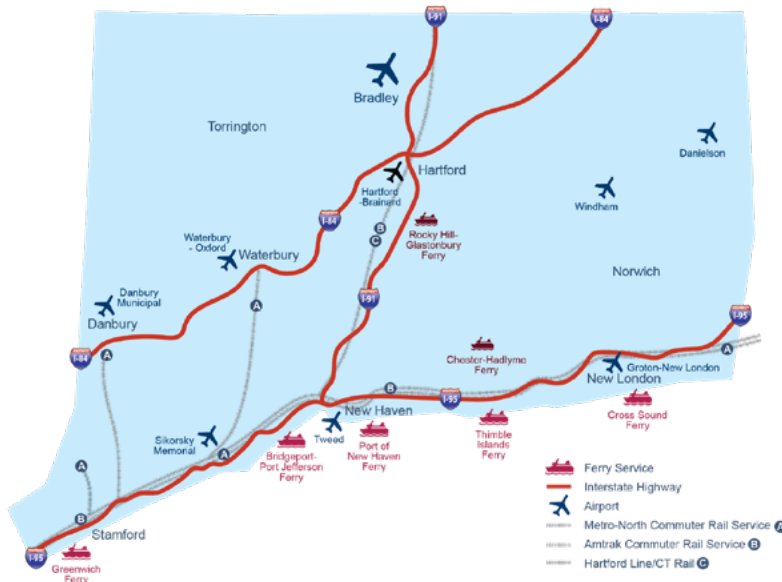 I-91
I-84
Bradley
Torrington
Danielson
Hartford
Hartford
-Brainard
Windham
I-84
B
C
Rocky Hill-
Glastonbury
Ferry
Waterbury
- Oxford
Waterbury
Norwich
A
Danbury
Municipal
Danbury
I-91
I-95
I-84
A
Chester-Hadlyme
Ferry
A
Groton-New London
New London
B
I-95
New Haven
Cross Sound
Ferry
Sikorsky
Memorial
Tweed
Port of
New Haven
Ferry
Thimble
Islands
Ferry
A
Bridgeport-
Port Jefferson
Ferry
A
B
Stamford
I-95
Greenwich
Ferry
Ferry Service
Interstate Highway
Airport
Metro-North Commuter Rail Service A
Amtrak Commuter Rail Service B
Hartford Line/CT Rail C